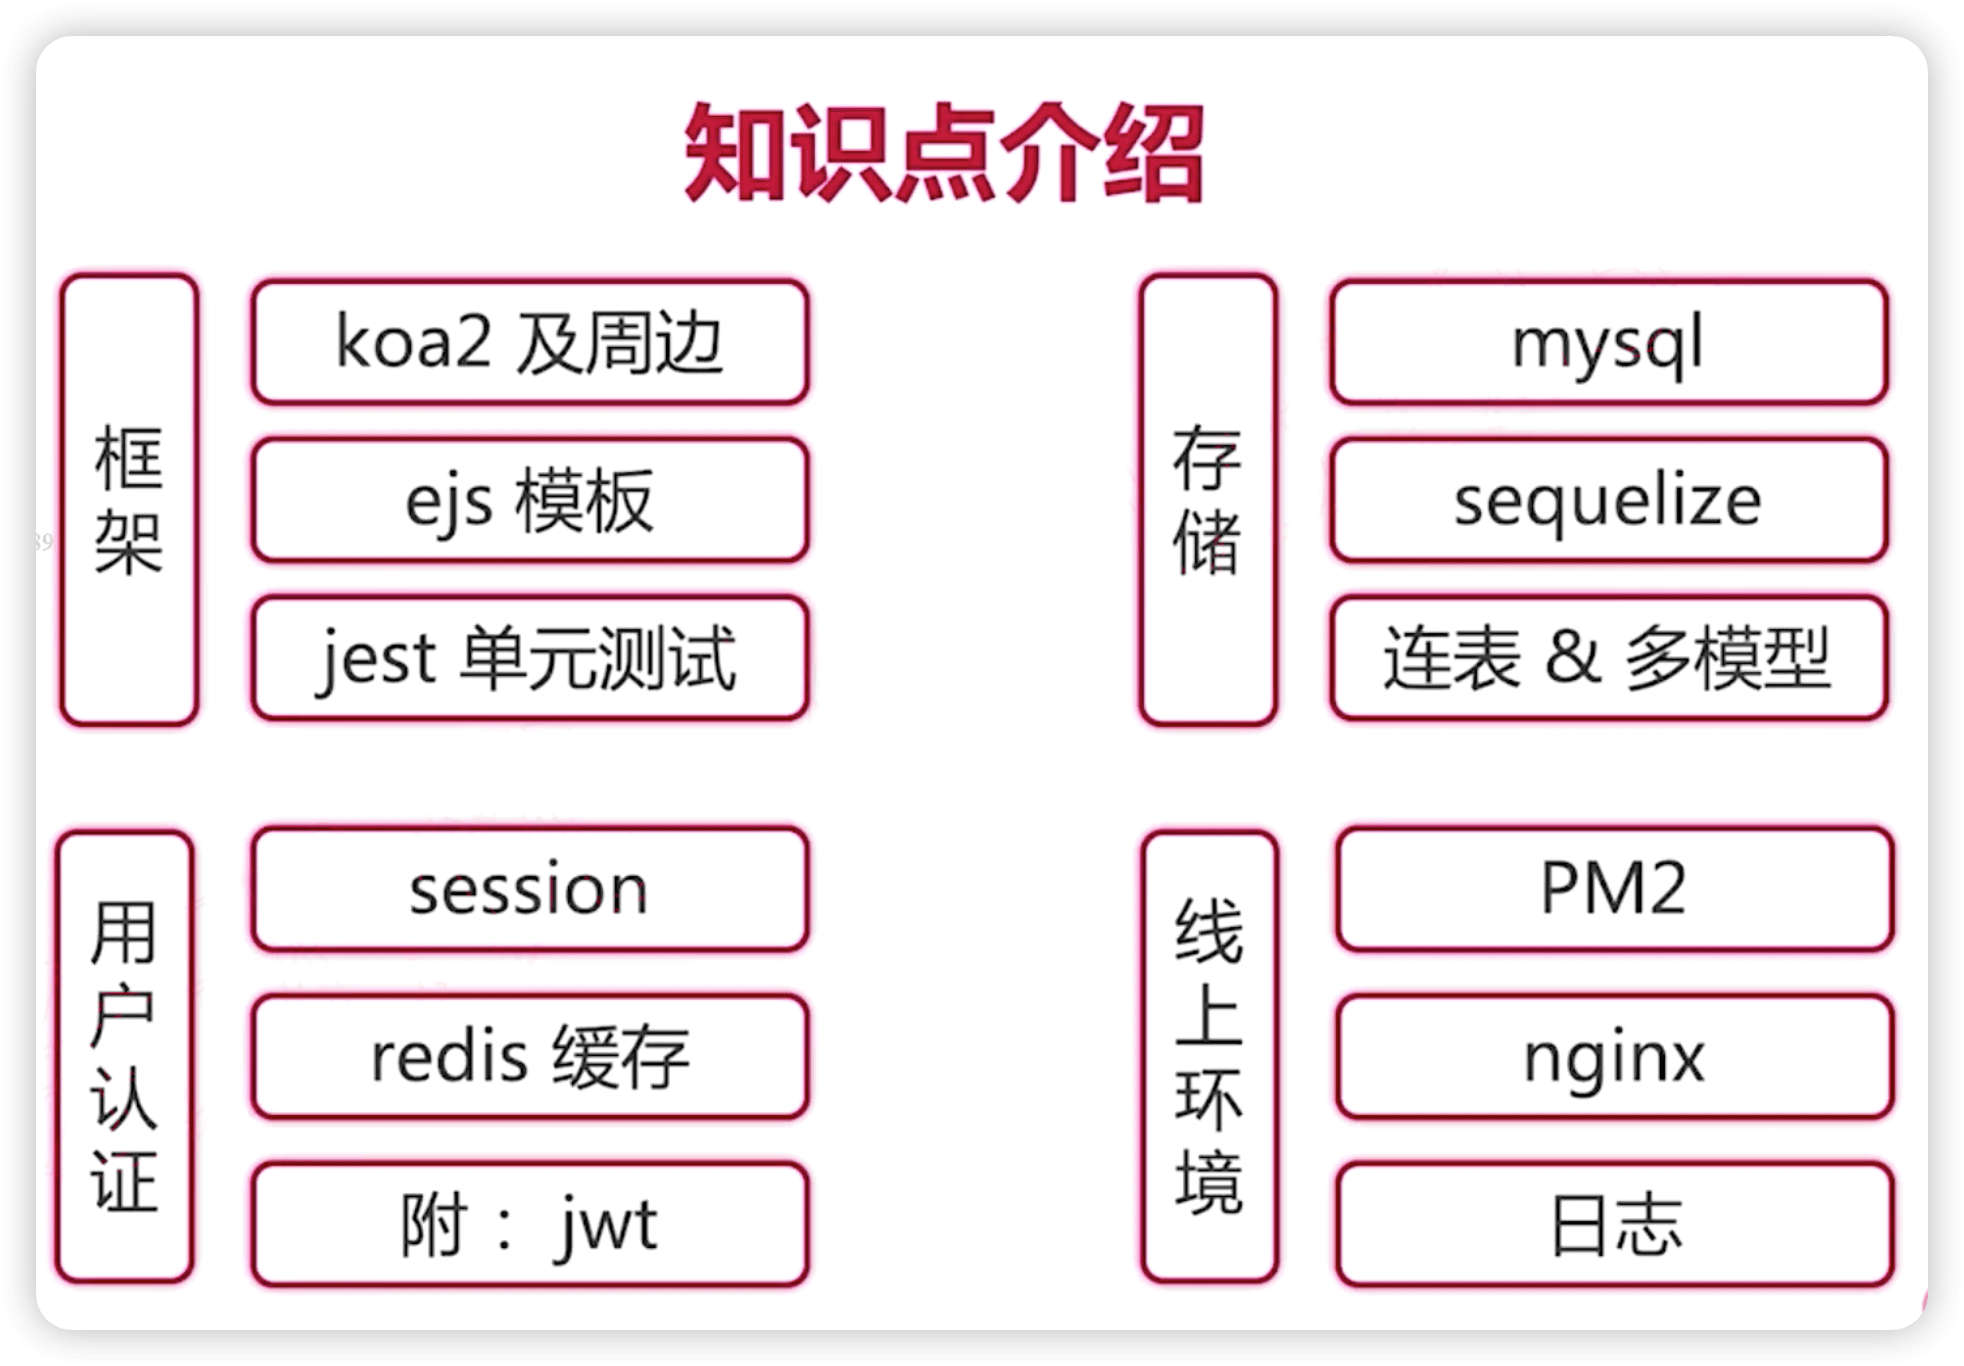 知识点介绍
框架
koa2 及周边
ejs 模板
jest 单元测试
存储
mysql
sequelize
连表 & 多模型
用户认证
session
redis 缓存
附： jwt
线上环境
PM2
nginx
日志
89